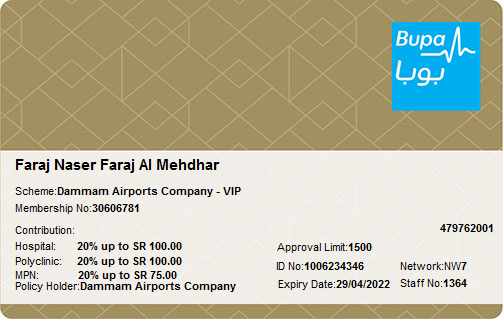 Bupa
بوبا
Faraj Naser Faraj Al Mehdhar
Scheme:Dammam Airports Company - VIP
Membership No:30606781
Contribution: 479762001
Hospital: 20% up to SR 100.00 Approval Limit:1500
Polyclinic: 20% up to SR 100.00 ID No:1006234346 Network:NW7
MPN: 20% up to SR 75.00
Policy Holder:Dammam Airports Company Expiry Date:29/04/2022 Staff No:1364